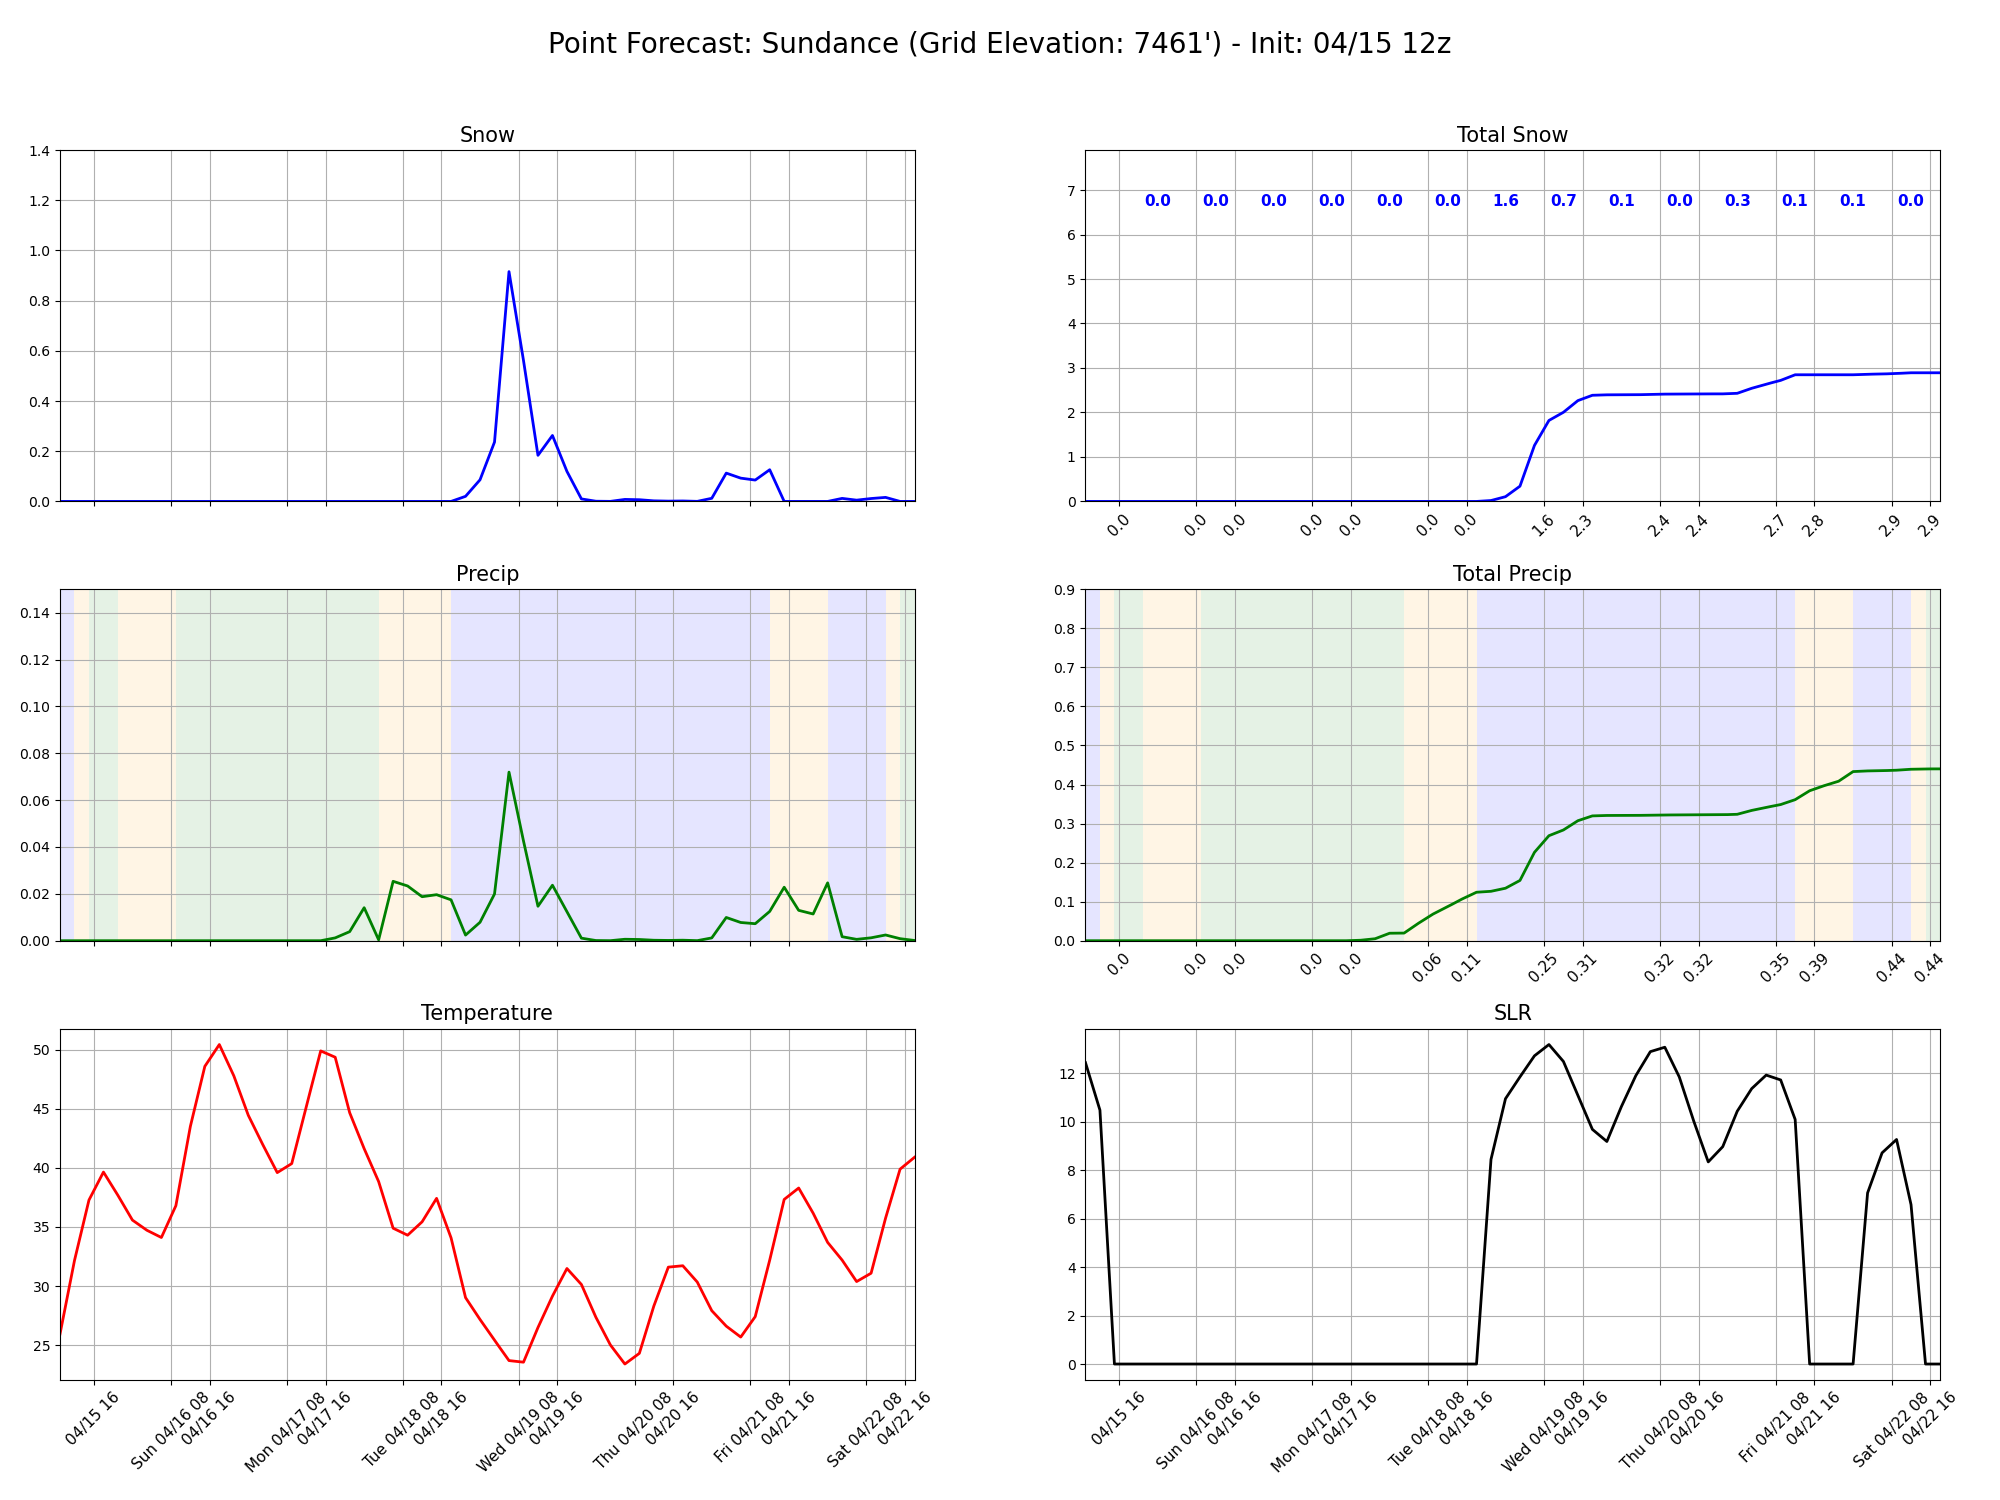 Point Forecast: Sundance (Grid Elevation: 7461') - Init: 04/15 12z
Snow
1.4
1.2
1.0
0.8
0.6
0.4
0.2
0.0
Total Snow
7
6
5
4
3
2
1
0
0.0 0.0 0.0 0.0 0.0 0.0 1.6 0.7 0.1 0.0 0.3 0.1 0.1 0.0
0.0 0.0 0.0 0.0 0.0 0.0 0.0 1.6 2.3 2.4 2.4 2.7 2.8 2.9 2.9
Precip
0.14
0.12
0.10
0.08
0.06
0.04
0.02
0.00
Total Precip
0.9
0.8
0.7
0.6
0.5
0.4
0.3
0.2
0.1
0.0
0.0 0.0 0.0 0.0 0.0 0.06 0.11 0.25 0.31 0.32 0.32 0.35 0.39 0.44 0.44
Temperature
50
45
40
35
30
25
04/15 16
Sun 04/16 08
04/16 16
Mon 04/17 08
04/17 16
Tue 04/18 08
04/18 16
Wed 04/19 08
04/19 16
Thu 04/20 08
04/20 16
Fri 04/21 08
04/21 16
Sat 04/22 08
04/22 16
SLR
12
10
8
6
4
2
0
04/15 16
Sun 04/16 08
04/16 16
Mon 04/17 08
04/17 16
Tue 04/18 08
04/18 16
Wed 04/19 08
04/19 16
Thu 04/20 08
04/20 16
Fri 04/21 08
04/21 16
Sat 04/22 08
04/22 16